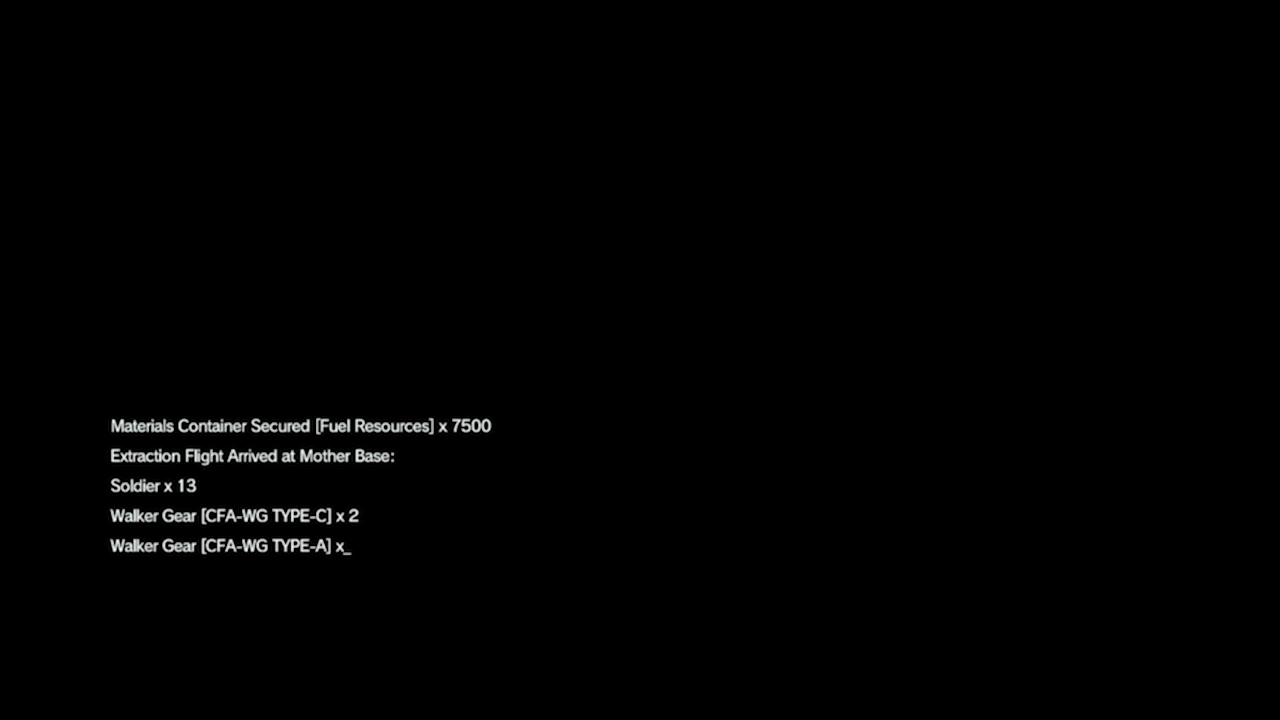 Materials Container Secured [Fuel Resources] x 7500
Extraction Flight Arrived at Mother Base:
Soldier x 13
Walker Gear [CFA-WG TYPE-C] x 2
Walker Gear [CFA-WG TYPE-A] x_